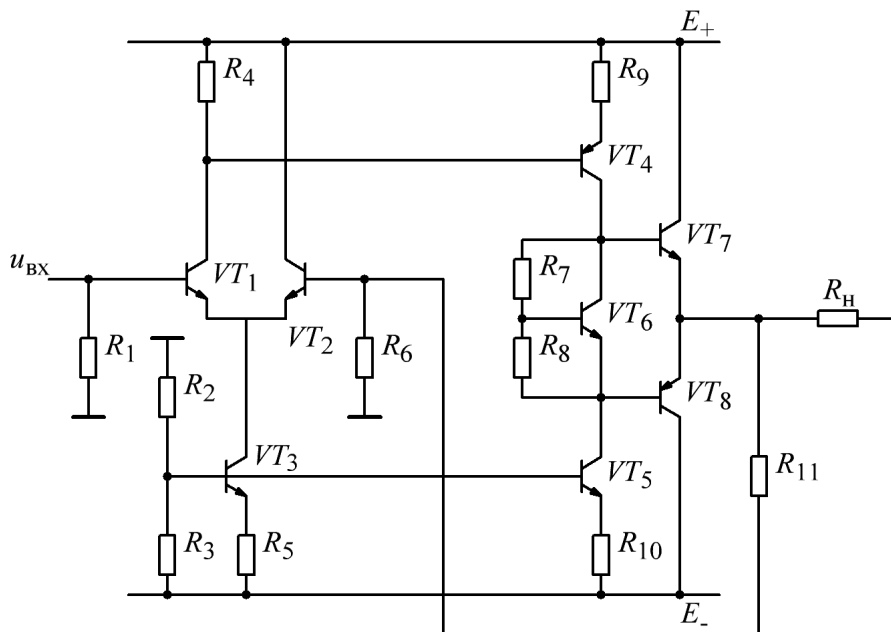 E+
R4
R9
VT4
uвх
VT1
VT7
R7
VT6
Rн
R1
R2
VT2
R6
R8
VT8
VT3
VT5
R11
R3
R5
R10
E-